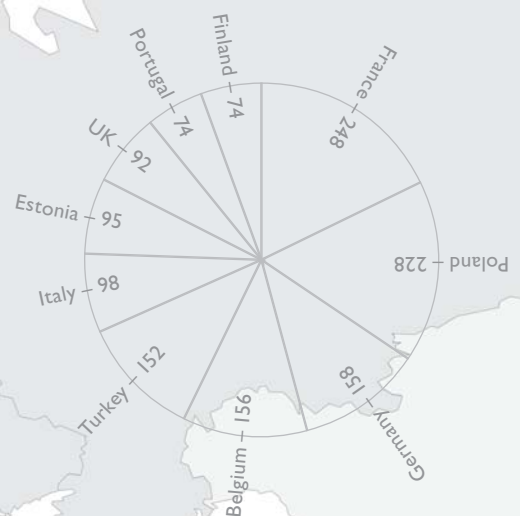 France – 248
Poland – 228
Germany – 158
Belgium – 156
Turkey – 152
Italy – 98
Estonia – 95
UK – 92
Portugal – 74
Finland – 74